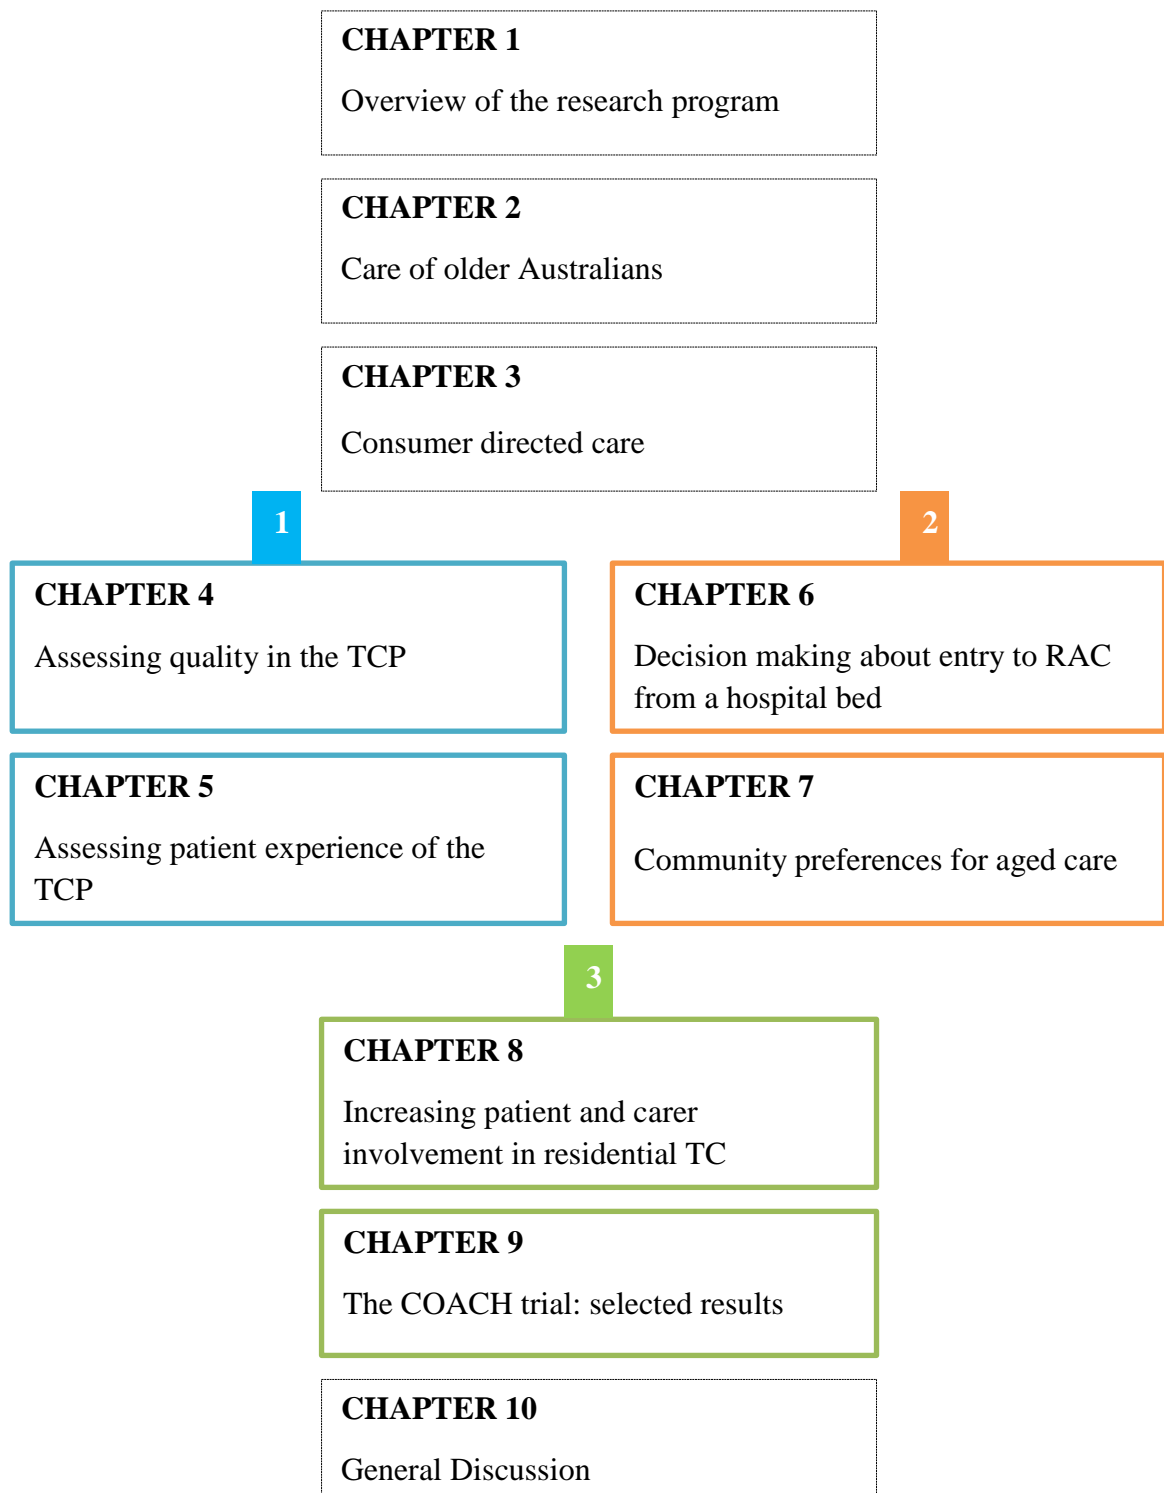 CHAPTER 1
Overview of the research program
CHAPTER 2
Care of older Australians
CHAPTER 3
Consumer directed care
1
CHAPTER 4
Assessing quality in the TCP
CHAPTER 5
Assessing patient experience of the
TCP
2
CHAPTER 6
Decision making about entry to RAC
from a hospital bed
CHAPTER 7
Community preferences for aged care
3
CHAPTER 8
Increasing patient and carer
involvement in residential TC
CHAPTER 9
The COACH trial: selected results
CHAPTER 10
General Discussion